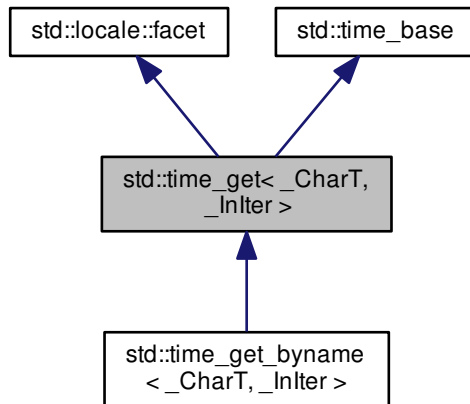 std::locale::facet
std::time_base
std::time_get< _CharT,
_InIter >
std::time_get_byname
< _CharT, _InIter >